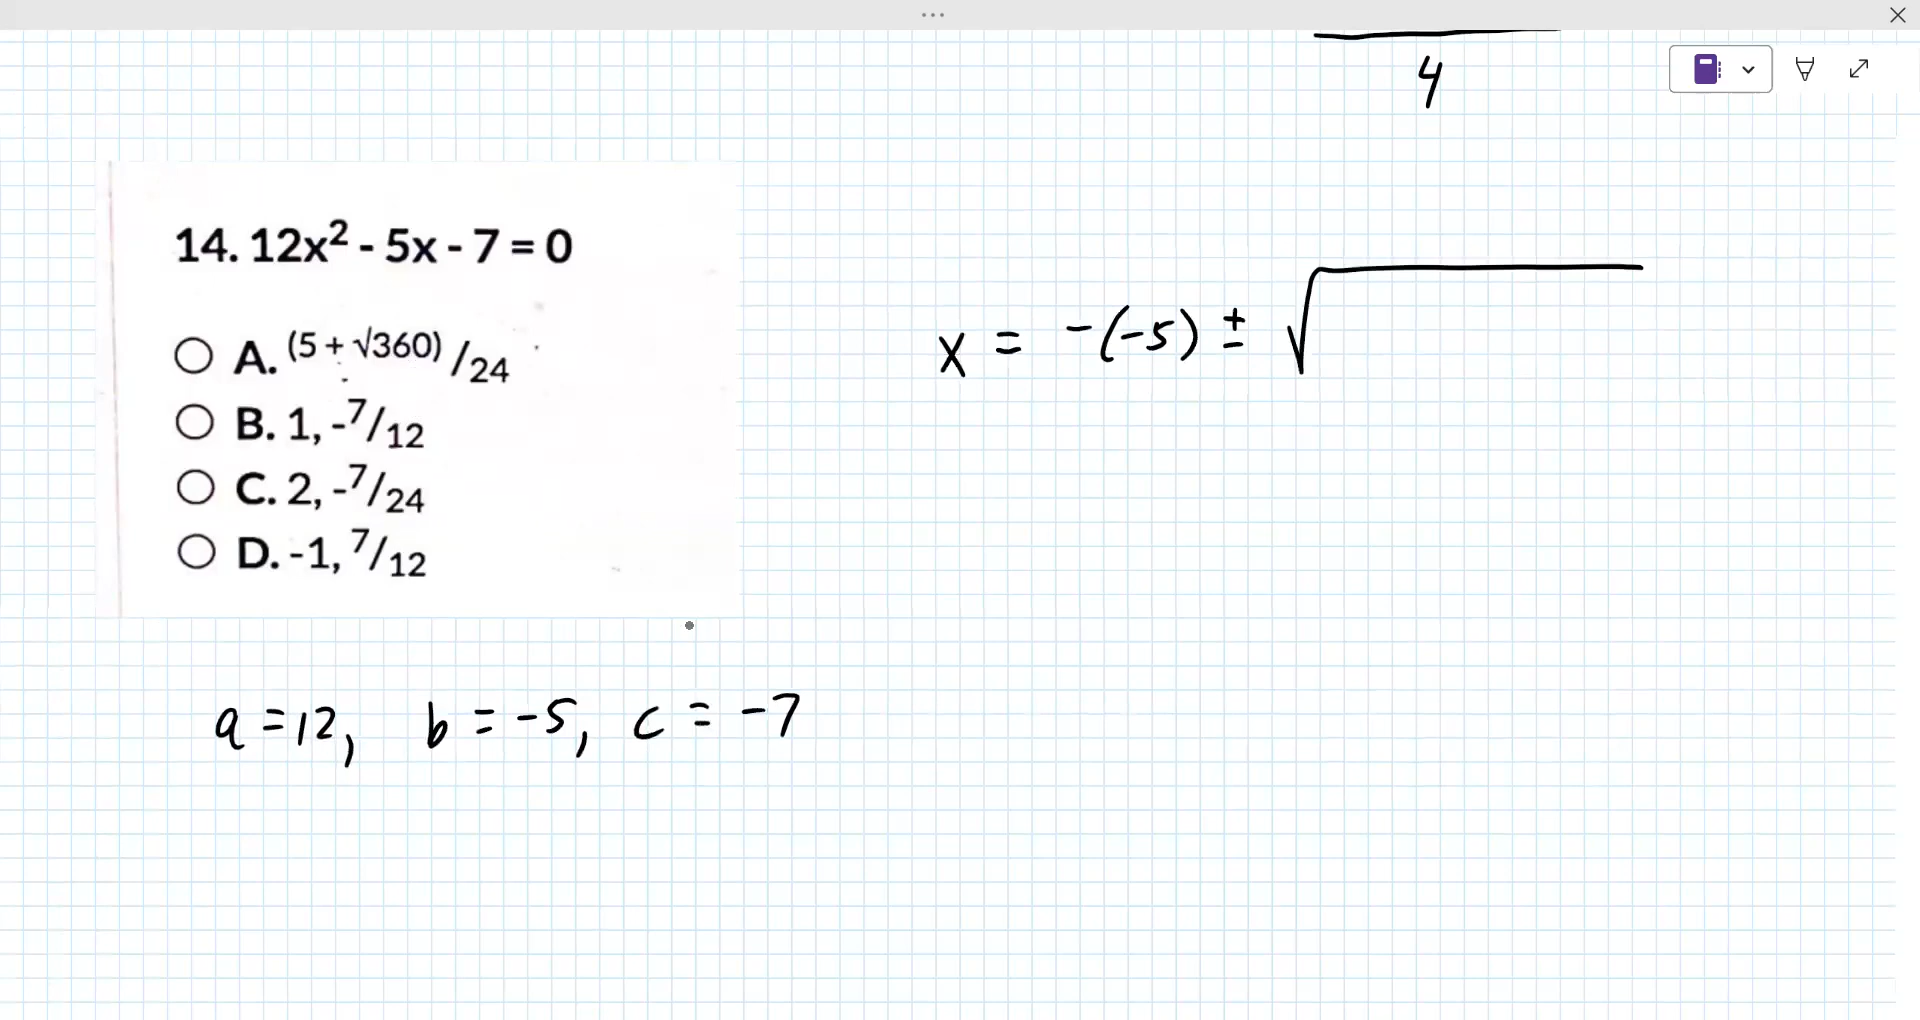 4
14. 12x² - 5x - 7 = 0
A. (5 + √360) /24
B. 1, -7/12
C. 2, -7/24
D. -1, 7/12
x = -(-5) ± √
a = 12, b = -5, c = -7